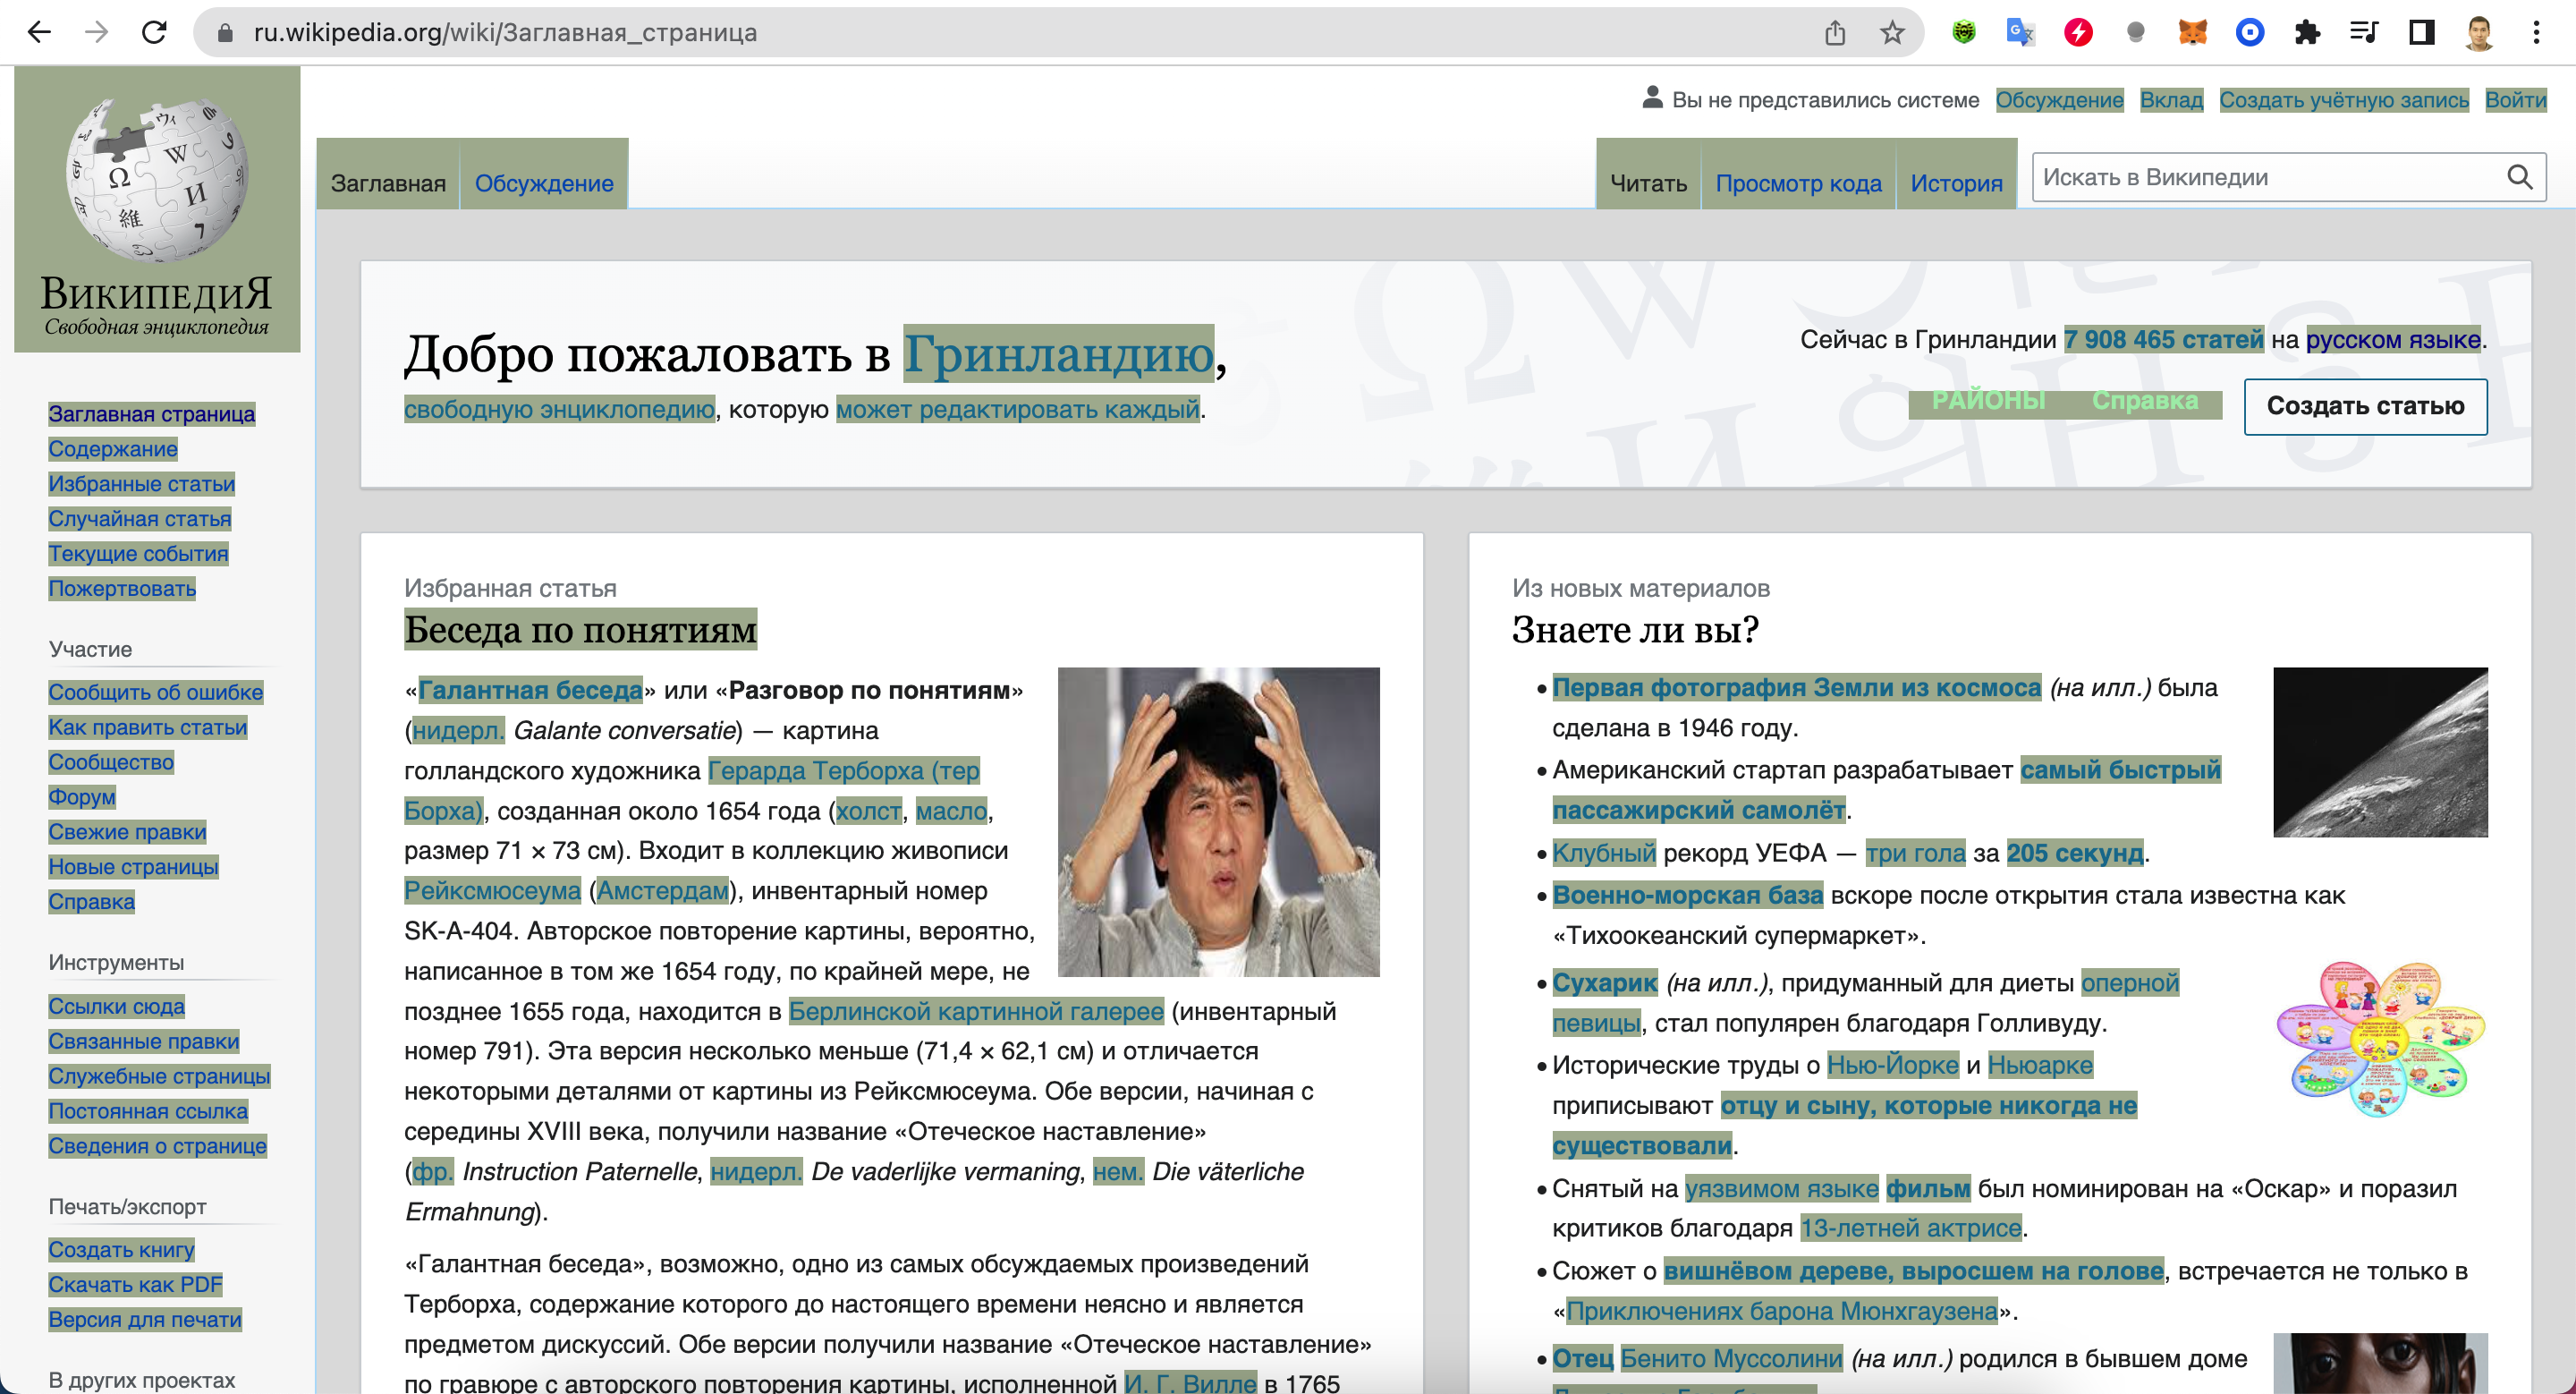 ru.wikipedia.org/wiki/Заглавная_страница
Вы не представились системе Обсуждение Вклад Создать учётную запись Войти
Заглавная Обсуждение
Читать Просмотр кода История
Искать в Википедии
ВикипедиЯ
Свободная энциклопедия
Заглавная страница
Содержание
Избранные статьи
Случайная статья
Текущие события
Пожертвовать
Участие
Сообщить об ошибке
Как править статьи
Сообщество
Форум
Свежие правки
Новые страницы
Справка
Инструменты
Ссылки сюда
Связанные правки
Служебные страницы
Постоянная ссылка
Сведения о странице
Печать/экспорт
Создать книгу
Скачать как PDF
Версия для печати
В других проектах
Добро пожаловать в Гринландию,
свободную энциклопедию, которую может редактировать каждый.
Сейчас в Гринландии 7 908 465 статей на русском языке.
РАЙОНЫ Справка Создать статью
Избранная статья
Беседа по понятиям
«Галантная беседа» или «Разговор по понятиям»
(нидерл. Galante conversatie) — картина
голландского художника Герарда Терборха (тер
Борха), созданная около 1654 года (холст, масло,
размер 71 × 73 см). Входит в коллекцию живописи
Рейксмюсеума (Амстердам), инвентарный номер
SK-A-404. Авторское повторение картины, вероятно,
написанное в том же 1654 году, по крайней мере, не
позднее 1655 года, находится в Берлинской картинной галерее (инвентарный
номер 791). Эта версия несколько меньше (71,4 × 62,1 см) и отличается
некоторыми деталями от картины из Рейксмюсеума. Обе версии, начиная с
середины XVIII века, получили название «Отеческое наставление»
(фр. Instruction Paternelle, нидерл. De vaderlijke vermaning, нем. Die väterliche
Ermahnung).
«Галантная беседа», возможно, одно из самых обсуждаемых произведений
Терборха, содержание которого до настоящего времени неясно и является
предметом дискуссий. Обе версии получили название «Отеческое наставление»
по гравюре с авторского повторения картины, исполненной И. Г. Вилле в 1765
Из новых материалов
Знаете ли вы?
Первая фотография Земли из космоса (на илл.) была
сделана в 1946 году.
Американский стартап разрабатывает самый быстрый
пассажирский самолёт.
Клубный рекорд УЕФА — три гола за 205 секунд.
Военно-морская база вскоре после открытия стала известна как
«Тихоокеанский супермаркет».
Сухарик (на илл.), придуманный для диеты оперной
певицы, стал популярен благодаря Голливуду.
Исторические труды о Нью-Йорке и Ньюарке
приписывают отцу и сыну, которые никогда не
существовали.
Снятый на уязвимом языке фильм был номинирован на «Оскар» и поразил
критиков благодаря 13-летней актрисе.
Сюжет о вишнёвом дереве, выросшем на голове, встречается не только в
«Приключениях барона Мюнхгаузена».
Отец Бенито Муссолини (на илл.) родился в бывшем доме